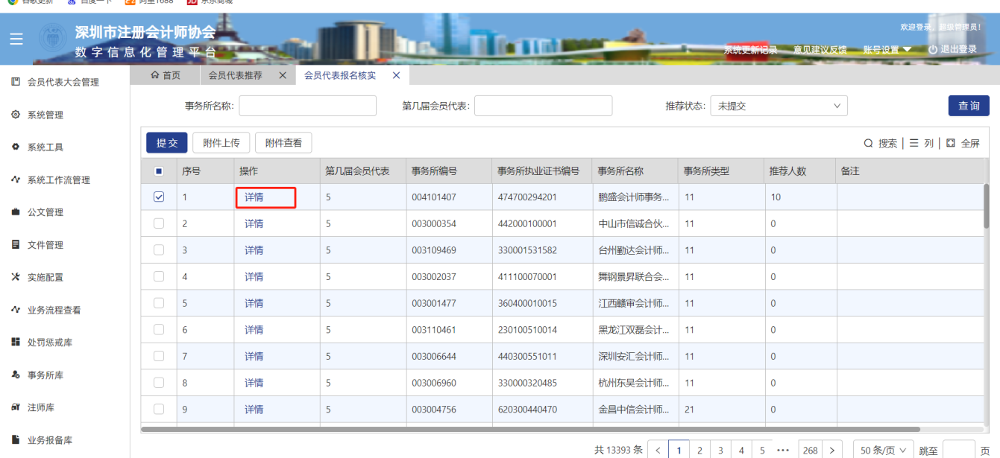 谷歌更新 百度一下 阿里1688 京东商城
深圳市注册会计师协会
数字信息化管理平台
欢迎登录，超级管理员！
系统更新记录 意见建议反馈 账号设置 退出登录
会员代表大会管理
系统管理
系统工具
系统工作流管理
公文管理
文件管理
实施配置
业务流程查看
处罚惩戒库
事务所库
注师库
业务报备库
首页 会员代表推荐 会员代表报名核实
事务所名称: 第几届会员代表: 推荐状态: 未提交 查询
提交 附件上传 附件查看 搜索 列 全屏
序号 操作 第几届会员代表 事务所编号 事务所执业证书编号 事务所名称 事务所类型 推荐人数 备注
1 详情 5 004101407 474700294201 鹏盛会计师事务... 11 10
2 详情 5 003000354 442000100001 中山市信诚合伙... 11 0
3 详情 5 003109469 330001531582 台州勤达会计师... 11 0
4 详情 5 003002037 411100070001 舞钢景昇联合会... 11 0
5 详情 5 003001477 360400010015 江西赣审会计师... 11 0
6 详情 5 003110461 230100510014 黑龙江双磊会计... 11 0
7 详情 5 003006644 440300551011 深圳安汇会计师... 11 0
8 详情 5 003006960 330000320485 杭州东昊会计师... 11 0
9 详情 5 003004756 620300440470 金昌中信会计师... 21 0
共 13393 条 < 1 2 3 4 5 ••• 268 > 50 条/页 跳至 页